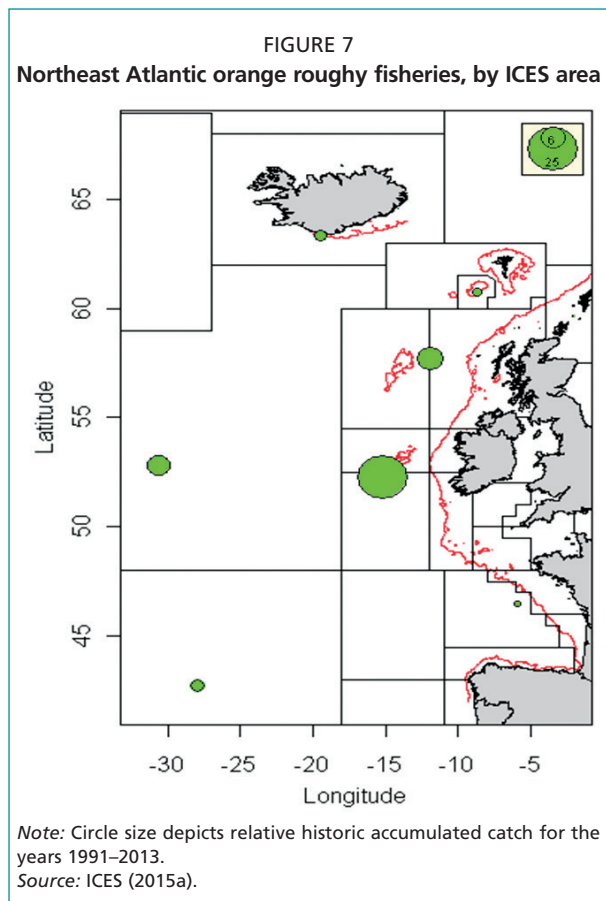 FIGURE 7
Northeast Atlantic orange roughy fisheries, by ICES area
6
25
65
60
55
50
45
Latitude
-30 -25 -20 -15 -10 -5
Longitude
Note: Circle size depicts relative historic accumulated catch for the
years 1991–2013.
Source: ICES (2015a).